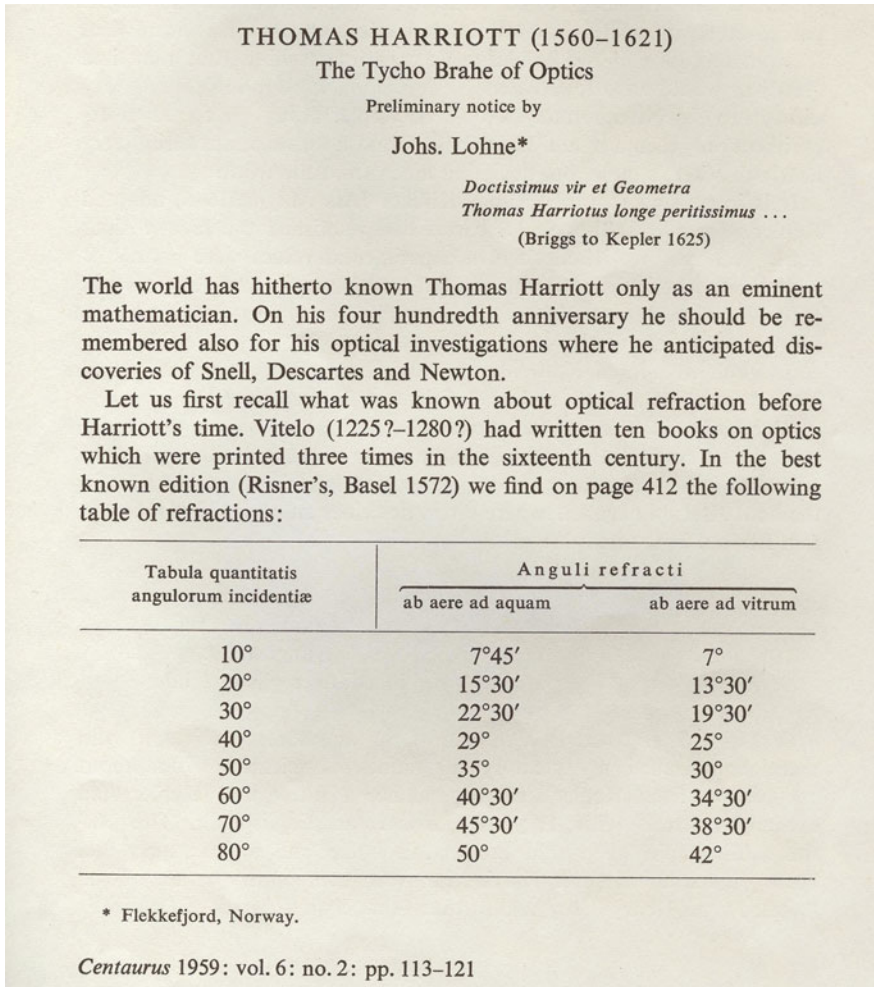 THOMAS HARRIOTT (1560–1621)
The Tycho Brahe of Optics
Preliminary notice by
Johs. Lohne*
Doctissimus vir et Geometra
Thomas Harriotus longe peritissimus ...
(Briggs to Kepler 1625)
The world has hitherto known Thomas Harriott only as an eminent
mathematician. On his four hundredth anniversary he should be re-
membered also for his optical investigations where he anticipated dis-
coveries of Snell, Descartes and Newton.
Let us first recall what was known about optical refraction before
Harriott's time. Vitelo (1225?–1280?) had written ten books on optics
which were printed three times in the sixteenth century. In the best
known edition (Risner's, Basel 1572) we find on page 412 the following
table of refractions:
Tabula quantitatis
angulorum incidentiæ
Anguli refracti
ab aere ad aquam ab aere ad vitrum
10° 7°45′ 7°
20° 15°30′ 13°30′
30° 22°30′ 19°30′
40° 29° 25°
50° 35° 30°
60° 40°30′ 34°30′
70° 45°30′ 38°30′
80° 50° 42°
* Flekkefjord, Norway.
Centaurus 1959: vol. 6: no. 2: pp. 113–121